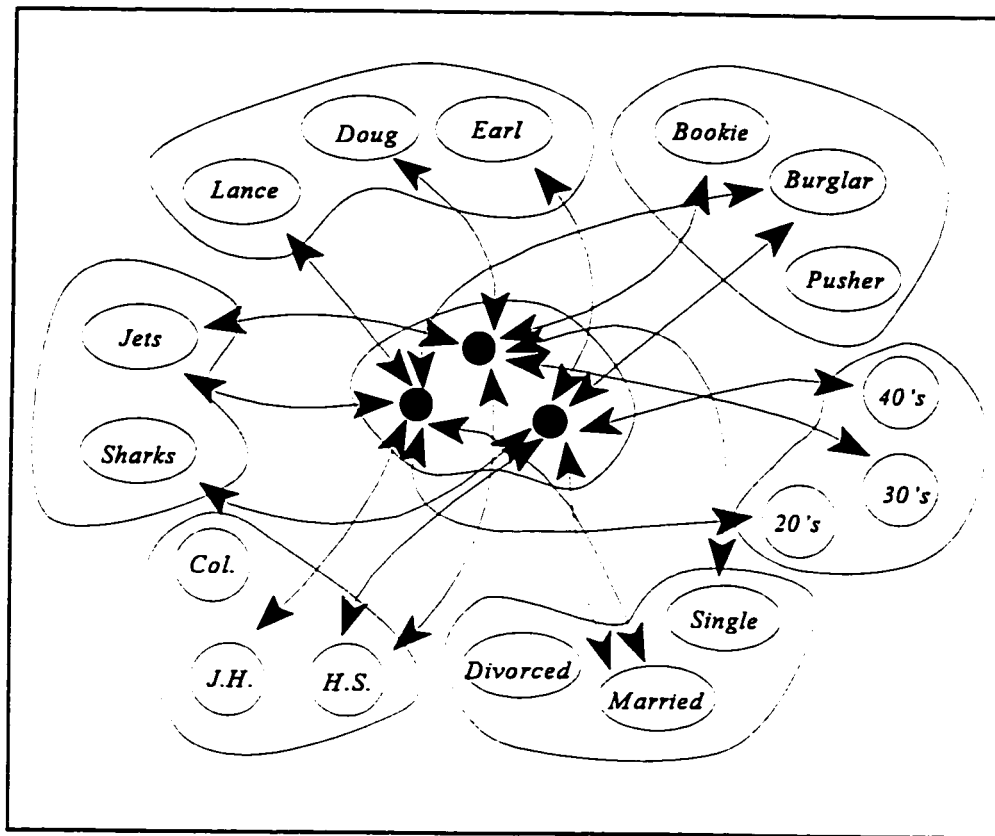 Doug
Earl
Lance
Bookie
Burglar
Pusher
Jets
Sharks
40's
30's
20's
Col.
J.H.
H.S.
Single
Divorced
Married